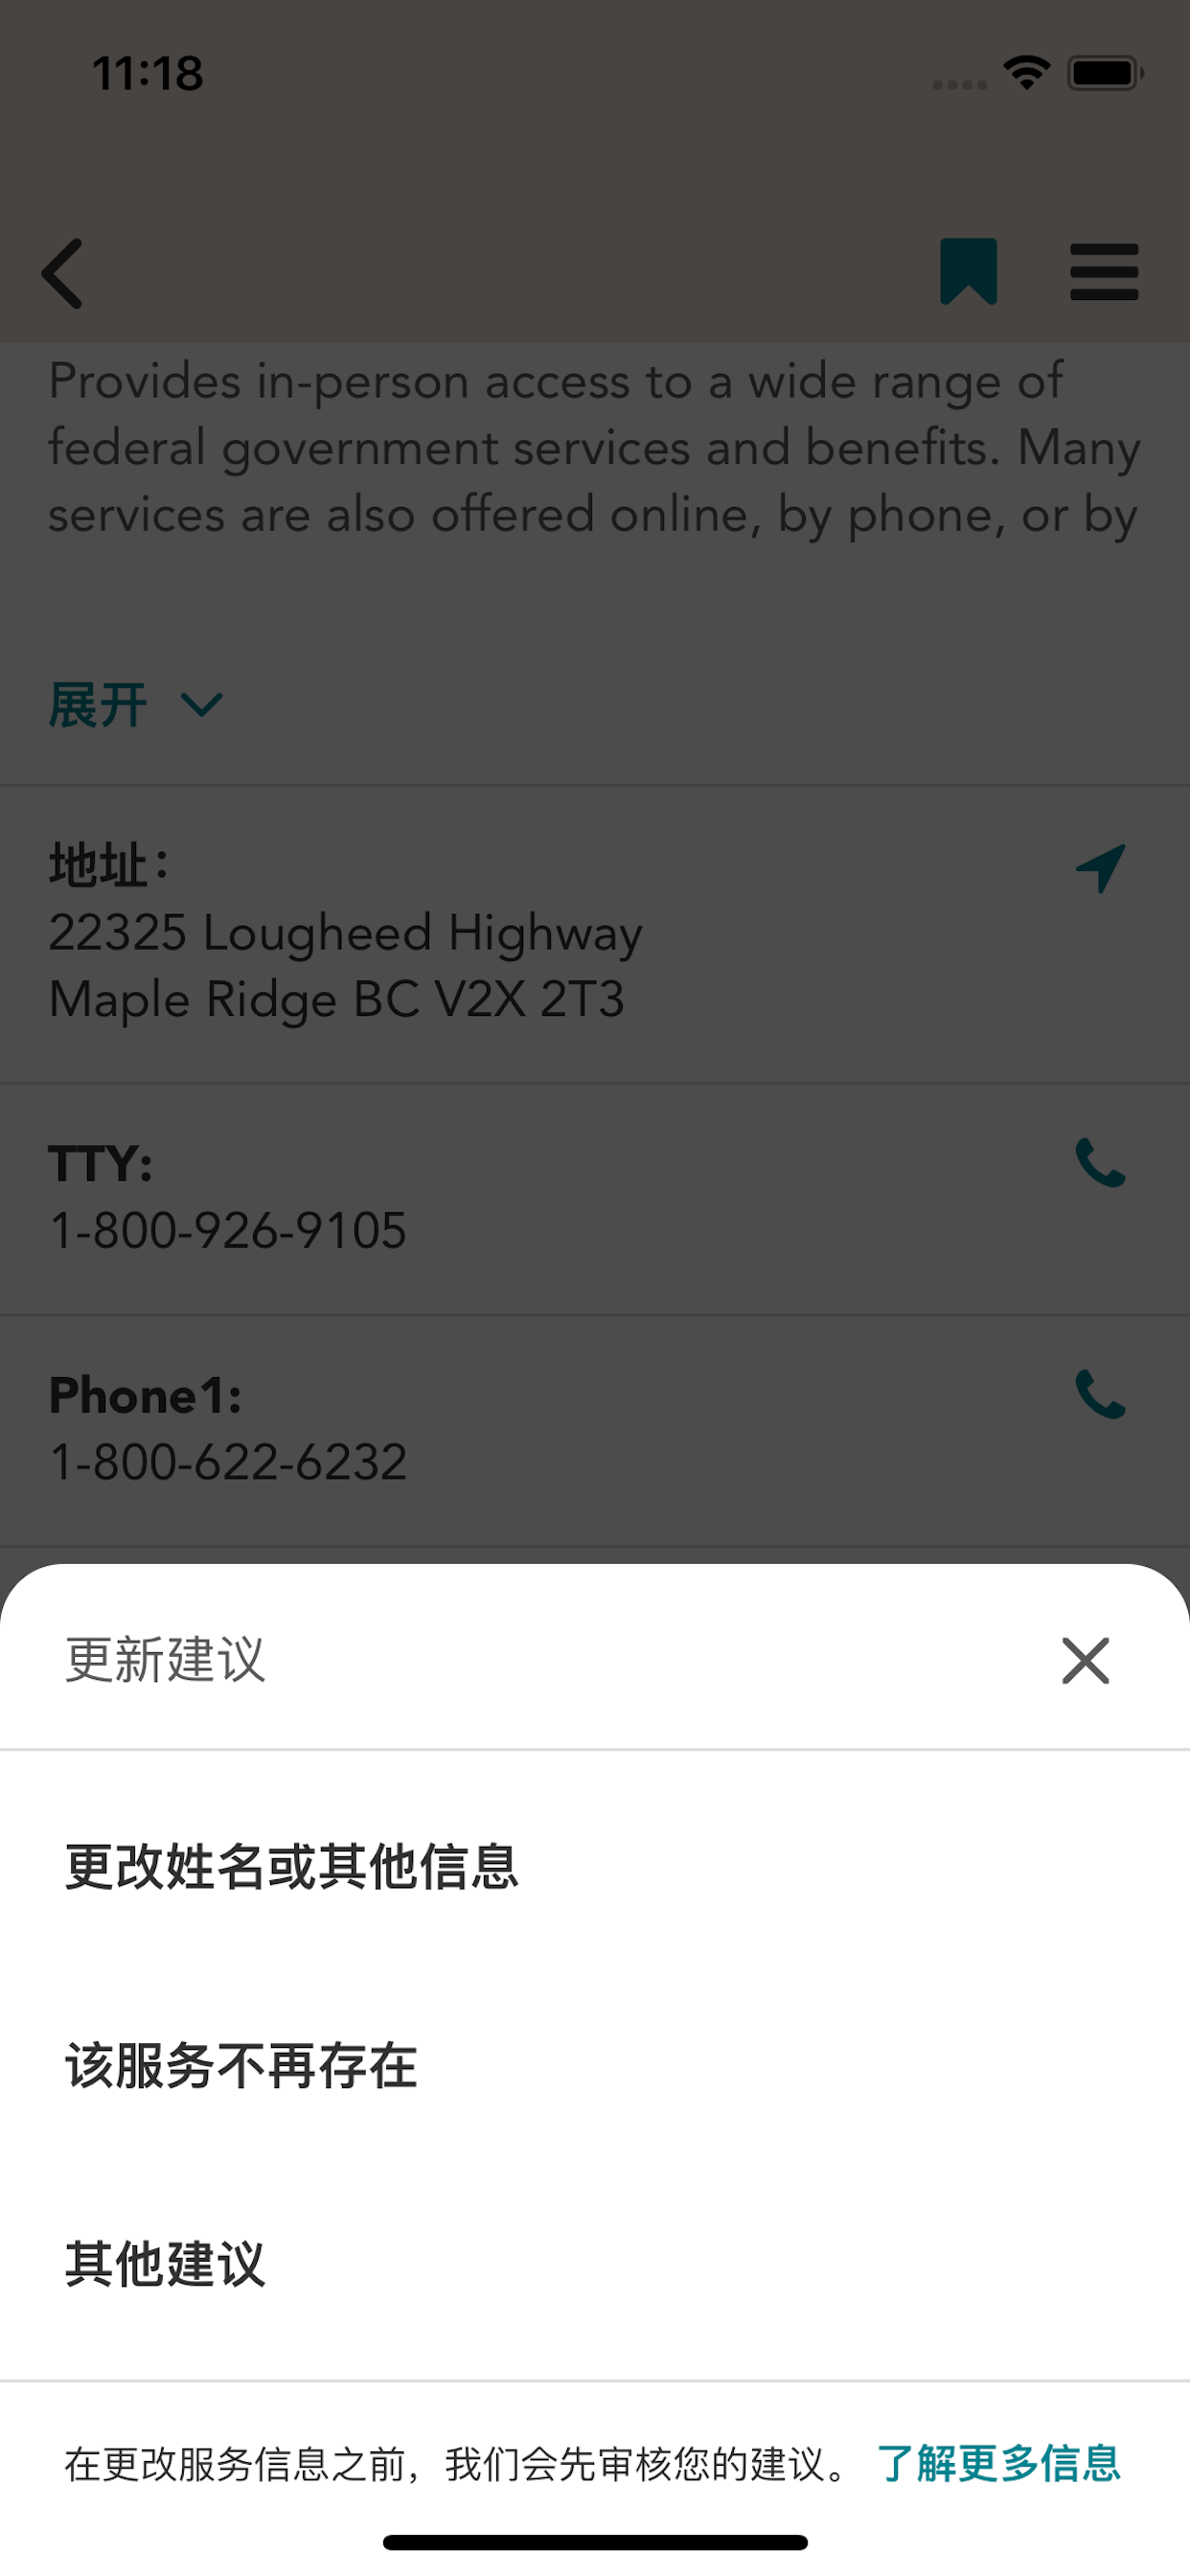 11:18
Provides in-person access to a wide range of
federal government services and benefits. Many
services are also offered online, by phone, or by
展开
地址：
22325 Lougheed Highway
Maple Ridge BC V2X 2T3
TTY:
1-800-926-9105
Phone1:
1-800-622-6232
更新建议
更改姓名或其他信息
该服务不再存在
其他建议
在更改服务信息之前，我们会先审核您的建议。 了解更多信息